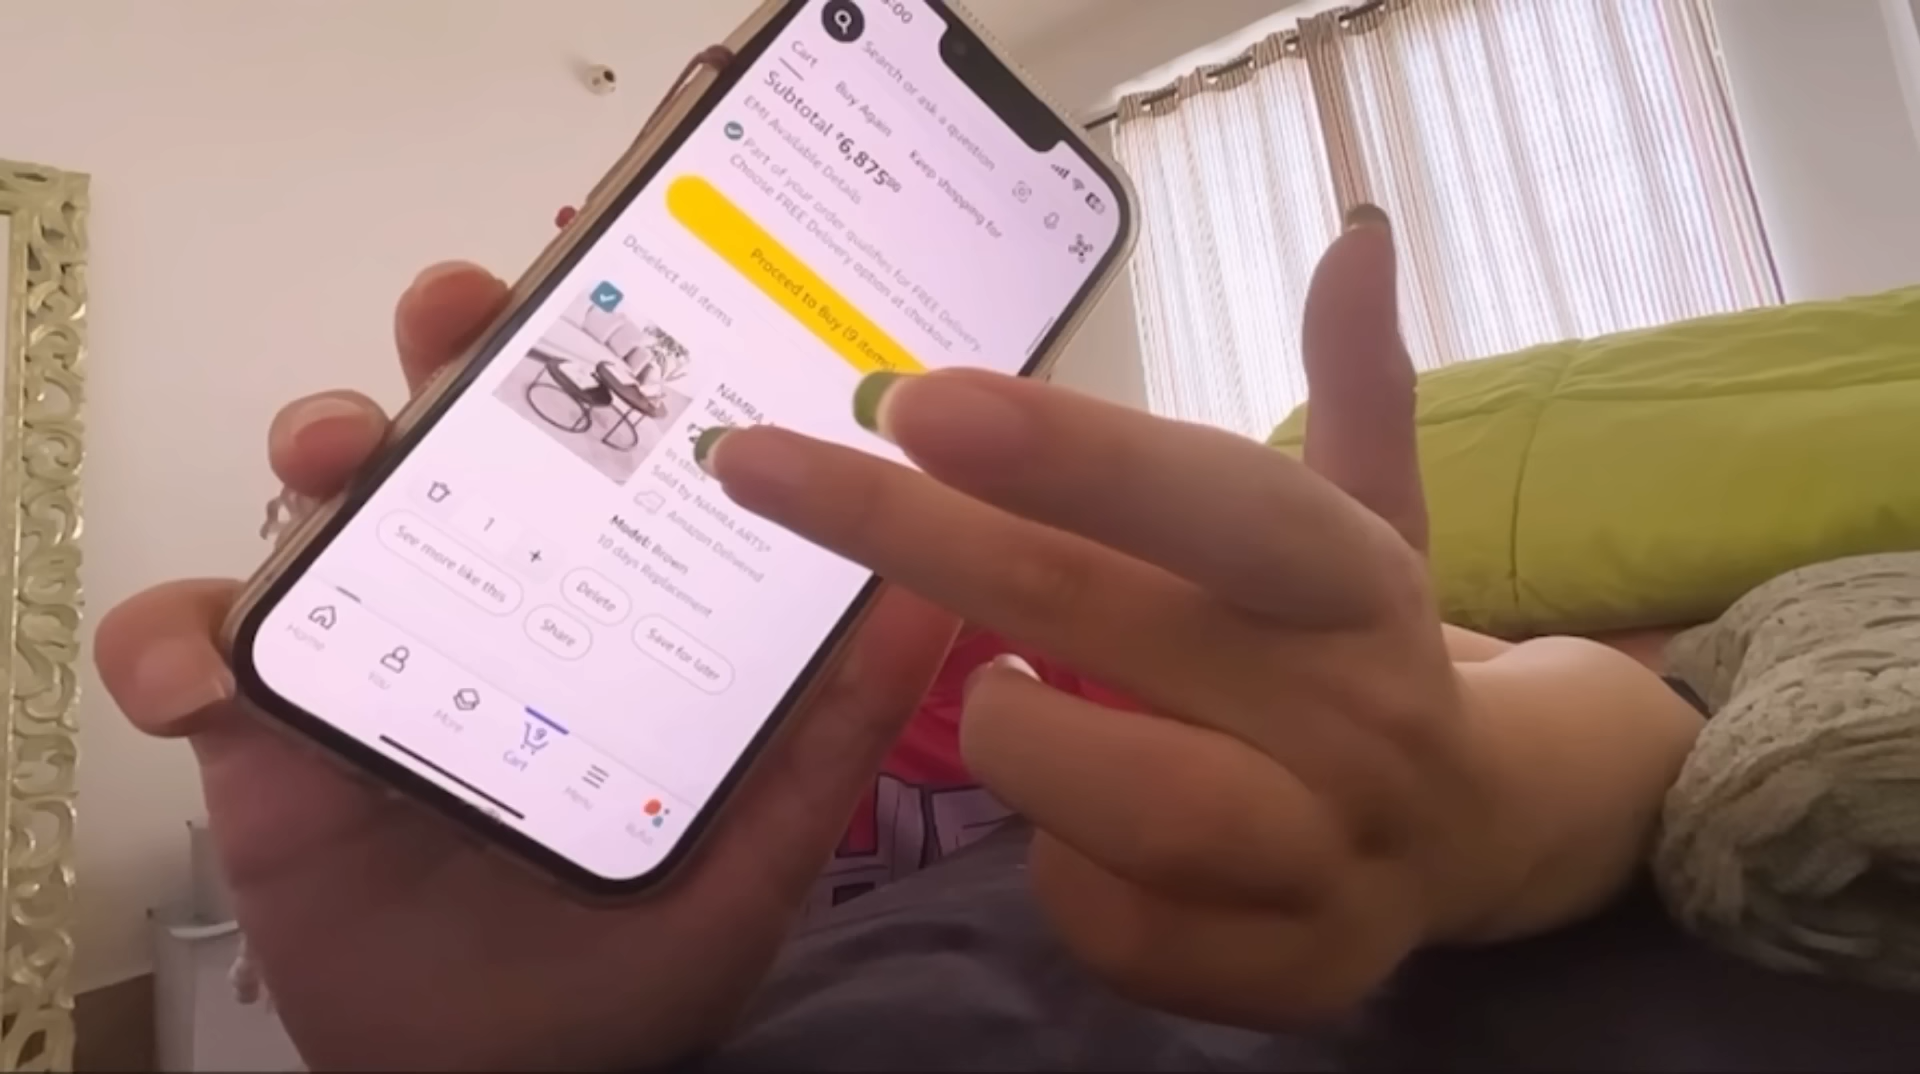 Search or ask a question
Cart
Buy Again
Keep shopping for
Subtotal ₹6,875⁰⁰
EMI Available Details
Part of your order qualifies for FREE Delivery.
Choose FREE Delivery option at checkout.
Proceed to Buy (9 items)
Deselect all items
NAMRA
In stock
Sold by NAMRA ARTS
Amazon Delivered
Model: Brown
10 days Replacement
1
+
Delete
Save for later
See more like this
Share
Home
You
More
9
Cart
Menu
Rufus